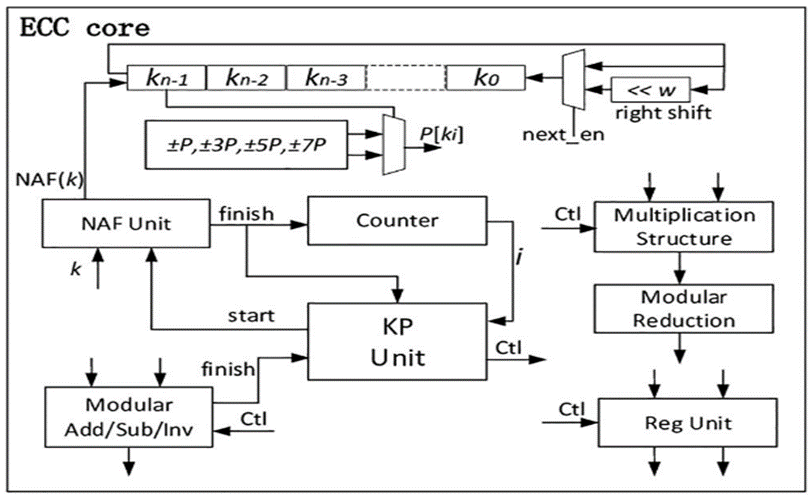 ECC core
kn-1 kn-2 kn-3 k0
<< w
right shift
next_en
±P,±3P,±5P,±7P
P[ki]
NAF(k)
NAF Unit
finish
Counter
Ctl
Multiplication
Structure
k
i
start
KP
Unit
Modular
Reduction
finish
Ctl
Modular
Add/Sub/Inv
Ctl
Ctl
Reg Unit